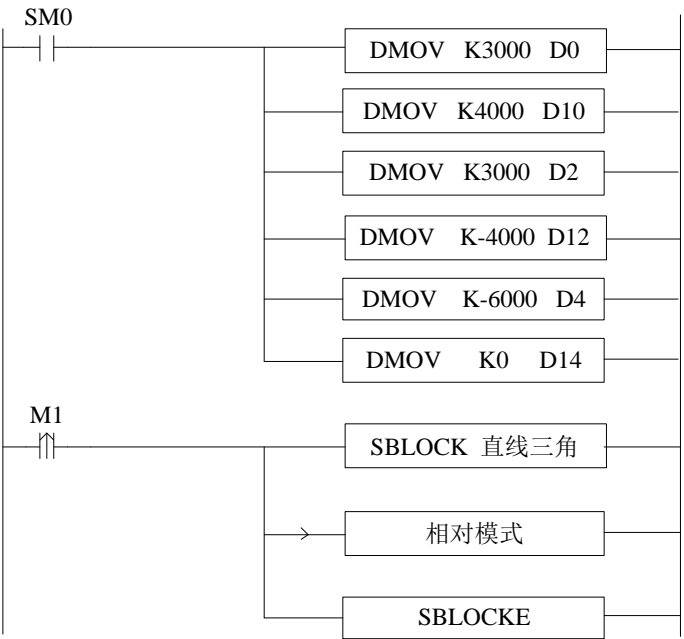 SM0
DMOV K3000 D0
DMOV K4000 D10
DMOV K3000 D2
DMOV K-4000 D12
DMOV K-6000 D4
DMOV K0 D14
M1
SBLOCK 直线三角
相对模式
SBLOCKE